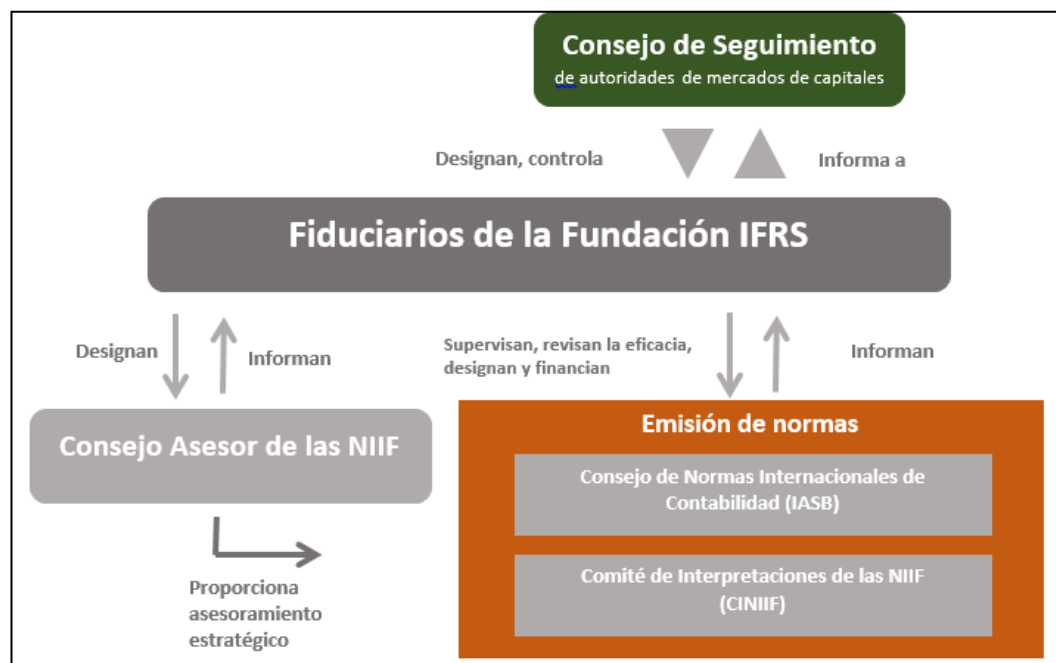 Consejo de Seguimiento
de autoridades de mercados de capitales
Designan, controla
Informa a
Fiduciarios de la Fundación IFRS
Designan
Informan
Supervisan, revisan la eficacia,
designan y financian
Informan
Consejo Asesor de las NIIF
Proporciona
asesoramiento
estratégico
Emisión de normas
Consejo de Normas Internacionales de
Contabilidad (IASB)
Comité de Interpretaciones de las NIIF
(CINIIF)